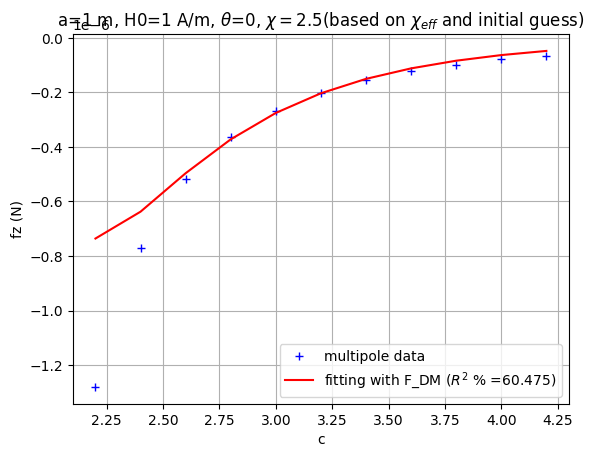 a=1 m, H0=1 A/m, θ=0, χ = 2.5(based on χ_eff and initial guess)
1e−6
0.0
−0.2
−0.4
−0.6
−0.8
−1.0
−1.2
fz (N)
multipole data
fitting with F_DM (R² % =60.475)
2.25 2.50 2.75 3.00 3.25 3.50 3.75 4.00 4.25
c